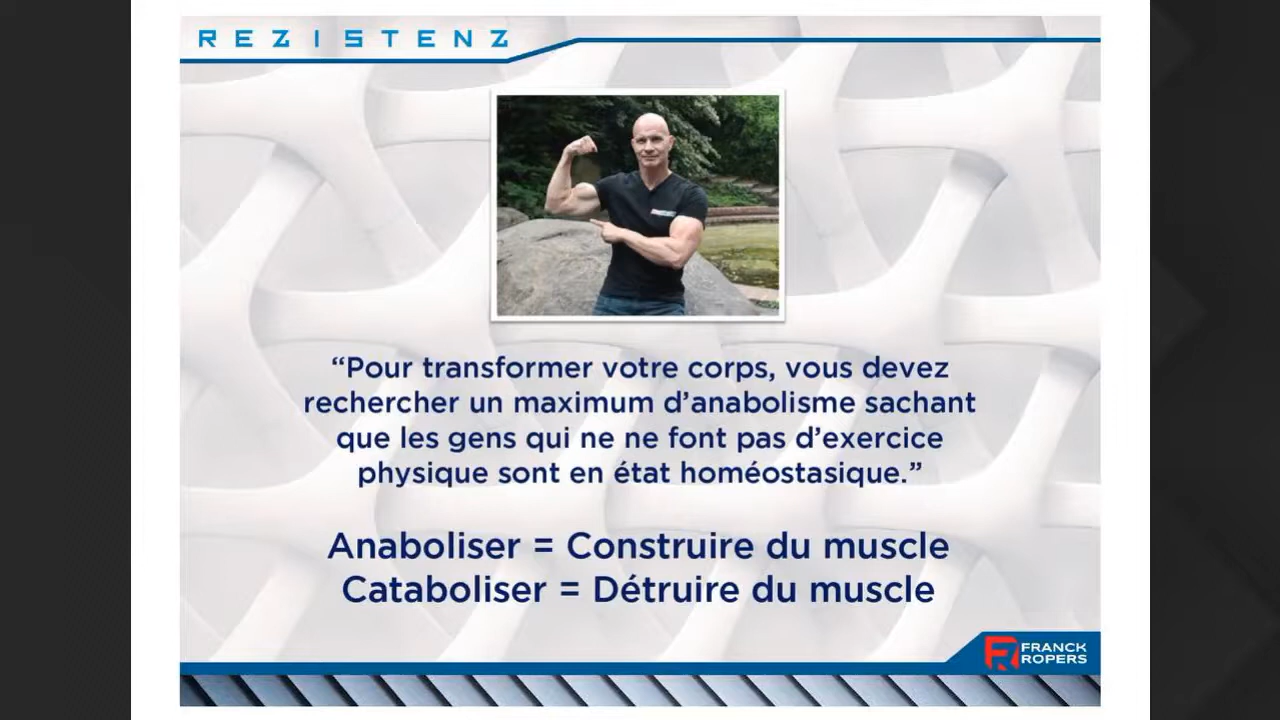 REZISTENZ
“Pour transformer votre corps, vous devez
rechercher un maximum d’anabolisme sachant
que les gens qui ne ne font pas d’exercice
physique sont en état homéostasique.”
Anaboliser = Construire du muscle
Cataboliser = Détruire du muscle
FRANCK
ROPERS